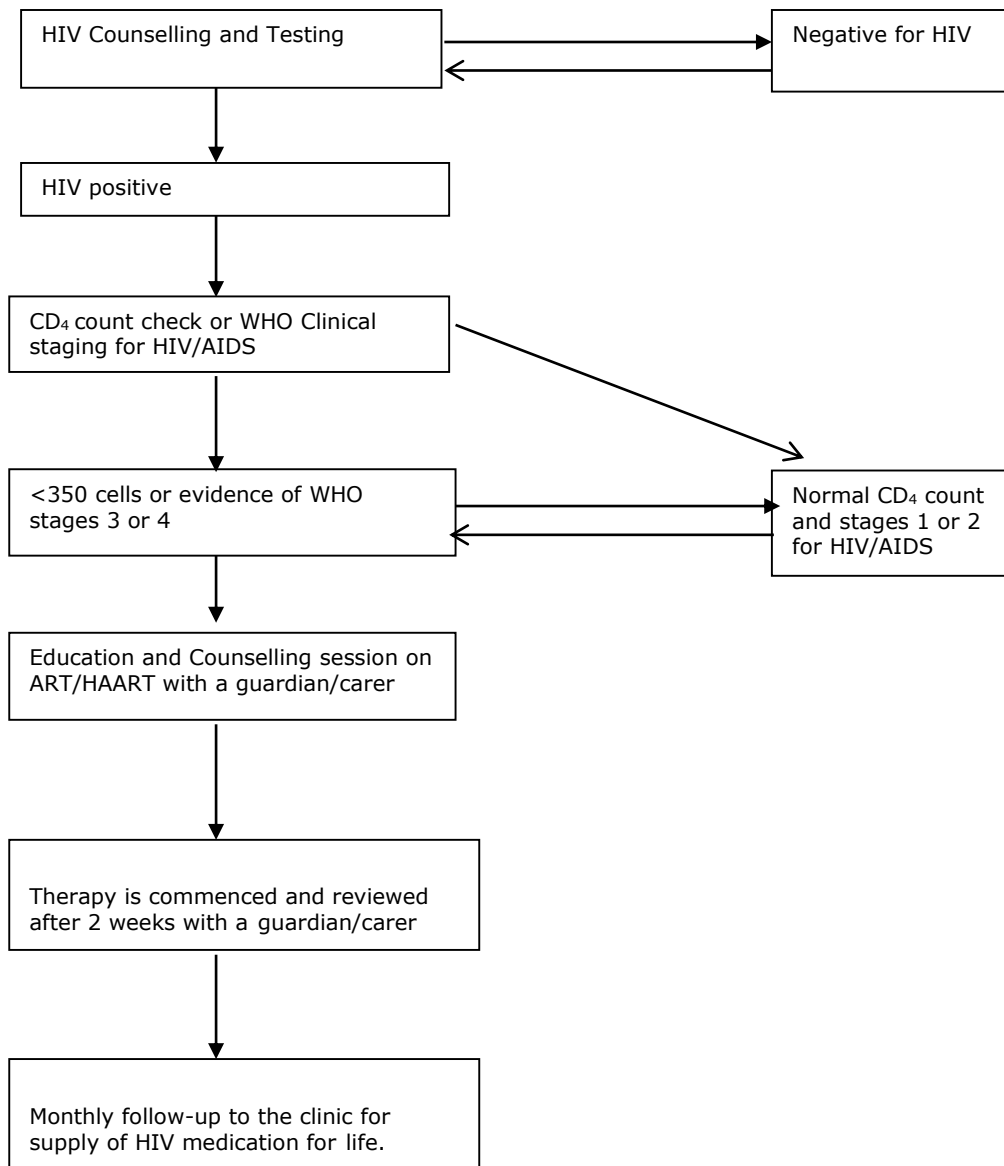 HIV Counselling and Testing
Negative for HIV
HIV positive
CD₄ count check or WHO Clinical
staging for HIV/AIDS
<350 cells or evidence of WHO
stages 3 or 4
Normal CD₄ count
and stages 1 or 2
for HIV/AIDS
Education and Counselling session on
ART/HAART with a guardian/carer
Therapy is commenced and reviewed
after 2 weeks with a guardian/carer
Monthly follow-up to the clinic for
supply of HIV medication for life.